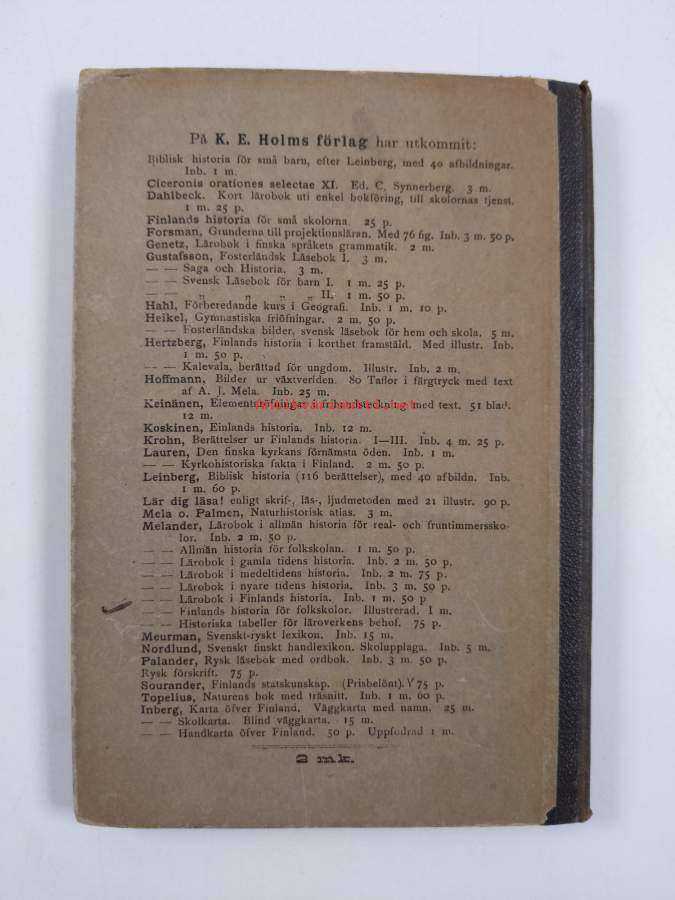 På K. E. Holms förlag har utkommit:
Biblisk historia för små barn, efter Leinberg, med 40 afbildningar.
Inb. 1 m.
Ciceronis orationes selectae XI. Ed. C. Synnerberg. 3 m.
Dahlbeck. Kort lärobok uti enkel bokföring, till skolornas tjenst.
1 m. 25 p.
Finlands historia för små skolorna. 25 p.
Forsman, Grunderna till projektionsläran. Med 76 fig. Inb. 3 m. 50 p.
Genetz, Lärobok i finska språkets grammatik. 2 m.
Gustafsson, Fosterländsk Läsebok I. 3 m.
— — Saga och Historia. 3 m.
— — Svensk Läsebok för barn I. 1 m. 25 p.
— — „ „ „ „ II. 1 m. 50 p.
Hahl, Förberedande kurs i Geografi. Inb. 1 m. 10 p.
Heikel, Gymnastiska friöfningar. 2 m. 50 p.
— — Fosterländska bilder, svensk läsebok för hem och skola. 5 m.
Hertzberg, Finlands historia i korthet framstäld. Med illustr. Inb.
1 m. 50 p.
— — Kalevala, berättad för ungdom. Illustr. Inb. 2 m.
Hoffmann, Bilder ur växtverlden. 80 Taflor i färgtryck med text
af A. J. Mela. Inb. 25 m.
Keinänen, Elementaröfningar i frihandsteckning med text. 51 blad.
12 m.
Koskinen, Finlands historia. Inb. 12 m.
Krohn, Berättelser ur Finlands historia. I—III. Inb. 4 m. 25 p.
Lauren, Den finska kyrkans förnämsta öden. Inb. 1 m.
— — Kyrkohistoriska fakta i Finland. 2 m. 50 p.
Leinberg, Biblisk historia (116 berättelser), med 40 afbildn. Inb.
1 m. 60 p.
Lär dig läsa! enligt skrif-, läs-, ljudmetoden med 21 illustr. 90 p.
Mela o. Palmen, Naturhistorisk atlas. 3 m.
Melander, Lärobok i allmän historia för real- och fruntimmerssko-
lor. Inb. 2 m. 50 p.
— — Allmän historia för folkskolan. 1 m. 50 p.
— — Lärobok i gamla tidens historia. Inb. 2 m. 50 p.
— — Lärobok i medeltidens historia. Inb. 2 m. 75 p.
— — Lärobok i nyare tidens historia. Inb. 3 m. 50 p.
— — Lärobok i Finlands historia. Inb. 1 m. 50 p
— — Finlands historia för folkskolor. Illustrerad. 1 m.
— — Historiska tabeller för läroverkens behof. 75 p.
Meurman, Svenskt-ryskt lexikon. Inb. 15 m.
Nordlund, Svenskt finskt handlexikon. Skolupplaga. Inb. 5 m.
Palander, Rysk läsebok med ordbok. Inb. 3 m. 50 p.
Rysk förskrift. 75 p.
Sourander, Finlands statskunskap. (Prisbelönt). 75 p.
Topelius, Naturens bok med träsnitt. Inb. 1 m. 60 p.
Inberg, Karta öfver Finland. Väggkarta med namn. 25 m.
— — Skolkarta. Blind väggkarta. 15 m.
— — Handkarta öfver Finland. 50 p. Uppfodrad 1 m.
2 mk.